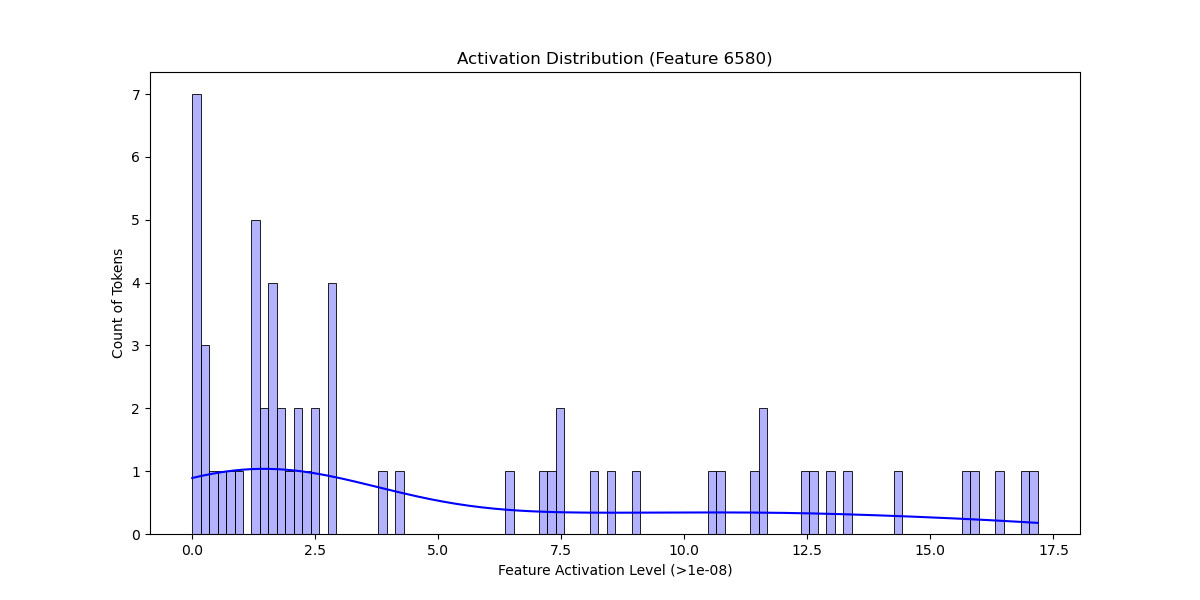 Activation Distribution (Feature 6580)
Count of Tokens
7
6
5
4
3
2
1
0
0.0 2.5 5.0 7.5 10.0 12.5 15.0 17.5
Feature Activation Level (>1e-08)